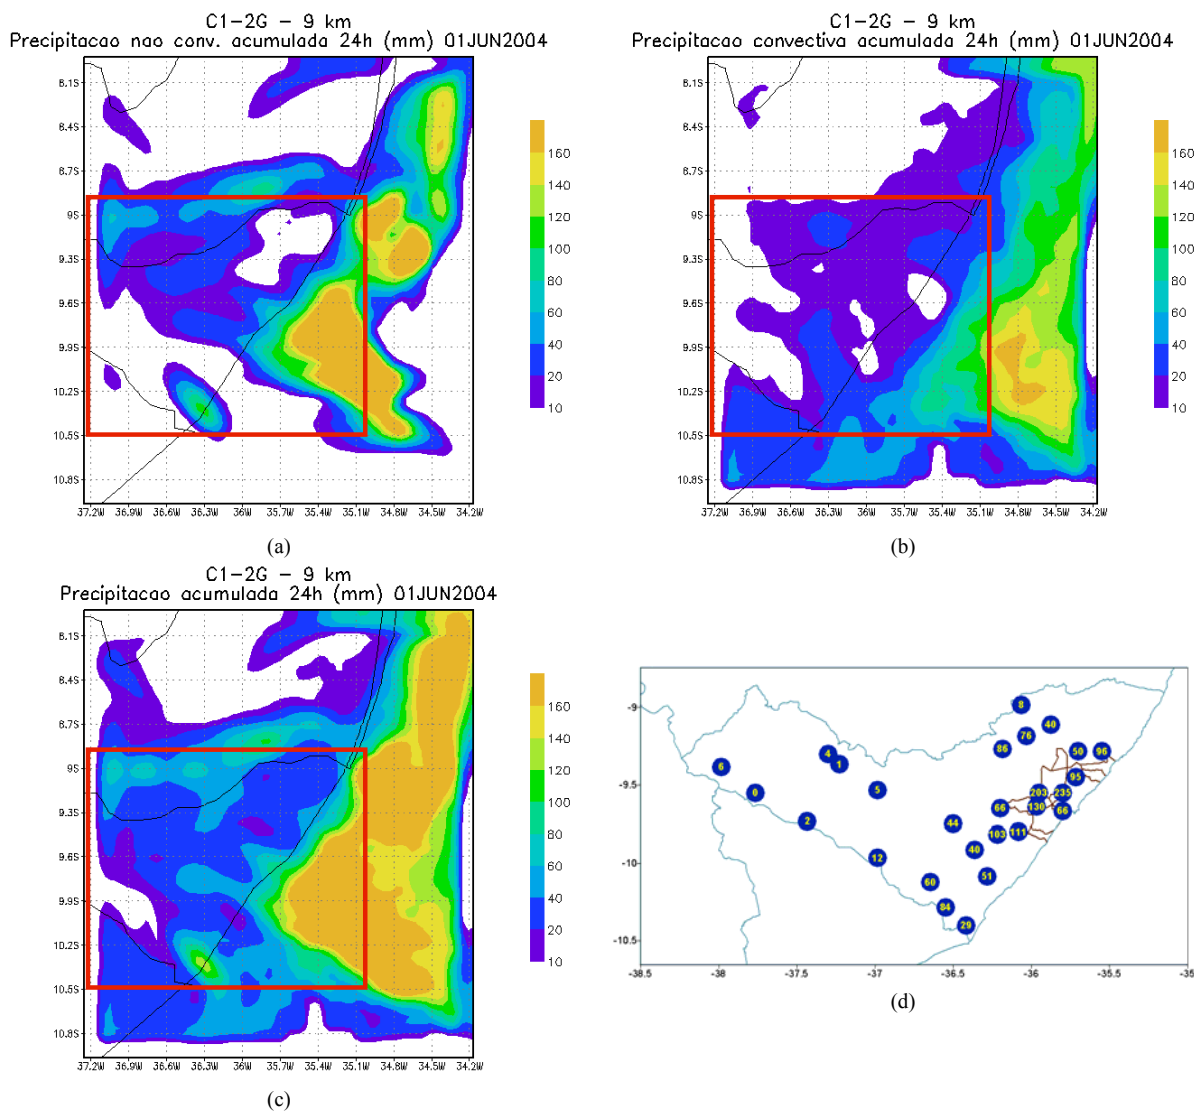 C1-2G - 9 km
Precipitacao nao conv. acumulada 24h (mm) 01JUN2004
8.1S
8.4S
8.7S
9S
9.3S
9.6S
9.9S
10.2S
10.5S
10.8S
37.2W 36.9W 36.6W 36.3W 36W 35.7W 35.4W 35.1W 34.8W 34.5W 34.2W
160
140
120
100
80
60
40
20
10
(a)
C1-2G - 9 km
Precipitacao convectiva acumulada 24h (mm) 01JUN2004
8.1S
8.4S
8.7S
9S
9.3S
9.6S
9.9S
10.2S
10.5S
10.8S
37.2W 36.9W 36.6W 36.3W 36W 35.7W 35.4W 35.1W 34.8W 34.5W 34.2W
160
140
120
100
80
60
40
20
10
(b)
C1-2G - 9 km
Precipitacao acumulada 24h (mm) 01JUN2004
8.1S
8.4S
8.7S
9S
9.3S
9.6S
9.9S
10.2S
10.5S
10.8S
37.2W 36.9W 36.6W 36.3W 36W 35.7W 35.4W 35.1W 34.8W 34.5W 34.2W
160
140
120
100
80
60
40
20
10
(c)
-9
-9.5
-10
-10.5
-38.5 -38 -37.5 -37 -36.5 -36 -35.5 -35
8
40
76
86
50 96
4
1
6
95
5
0
203 235
66 130 66
2
44
103 111
40
12
51
60
84
29
(d)